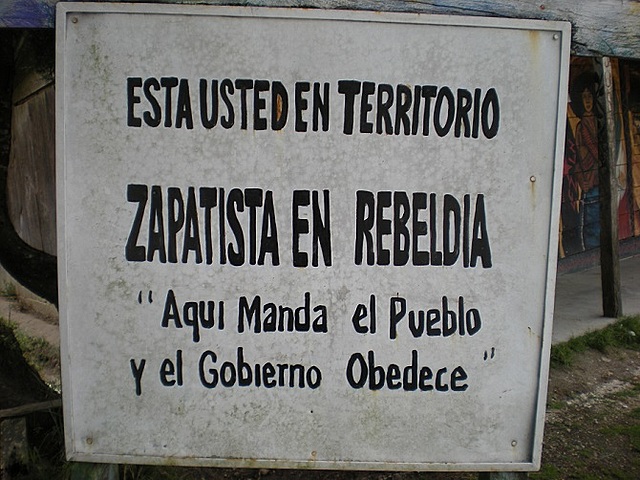 ESTA USTED EN TERRITORIO
ZAPATISTA EN REBELDIA
" AQUI MANDA el PUEblo
y el GobIERNO ObEdECE "